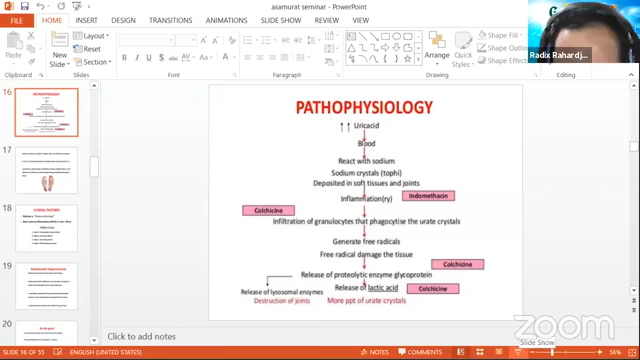 asamurat seminar - PowerPoint
FILE HOME INSERT DESIGN TRANSITIONS ANIMATIONS SLIDE SHOW
Radix Rahardj...
Paste
New
Slide
Layout
Reset
Section
Arrange
Quick
Styles
Shape Fill
Shape Outline
Shape Effects
Editing
Clipboard
Slides
Font
Paragraph
Drawing
16
17
18
19
20
PATHOPHYSIOLOGY
↑↑ Uricacid
Blood
React with sodium
Sodium crystals (tophi)
Deposited in soft tissues and joints
Indomethacin
Inflammation(ry)
Colchicine
Infiltration of granulocytes that phagocytise the urate crystals
Generate free radicals
Free radical damage the tissue
Colchicine
Release of proteolytic enzyme glycoprotein
Release of lactic acid
Colchicine
Release of lysosomal enzymes
Destruction of joints
More ppt of urate crystals
Click to add notes
zoom
Slide Show
SLIDE 16 OF 55 ENGLISH (UNITED STATES) NOTES COMMENTS 56%